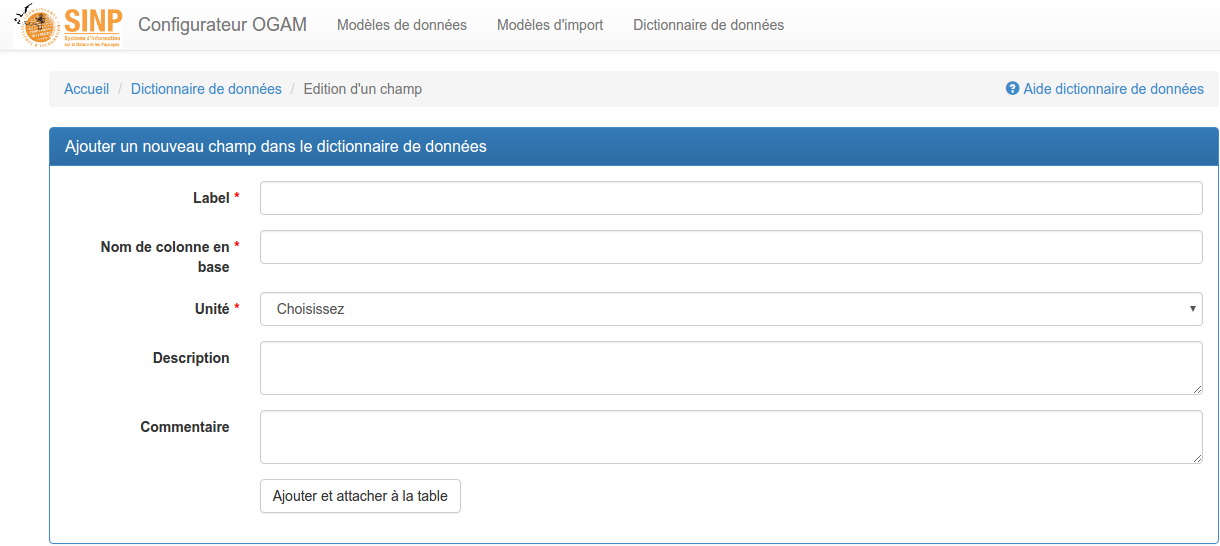 SINP
Système d'Information
sur la Nature et les Paysages
Configurateur OGAM
Modèles de données
Modèles d'import
Dictionnaire de données
Accueil / Dictionnaire de données / Edition d'un champ
Aide dictionnaire de données
Ajouter un nouveau champ dans le dictionnaire de données
Label *
Nom de colonne en *
base
Unité *
Choisissez
Description
Commentaire
Ajouter et attacher à la table